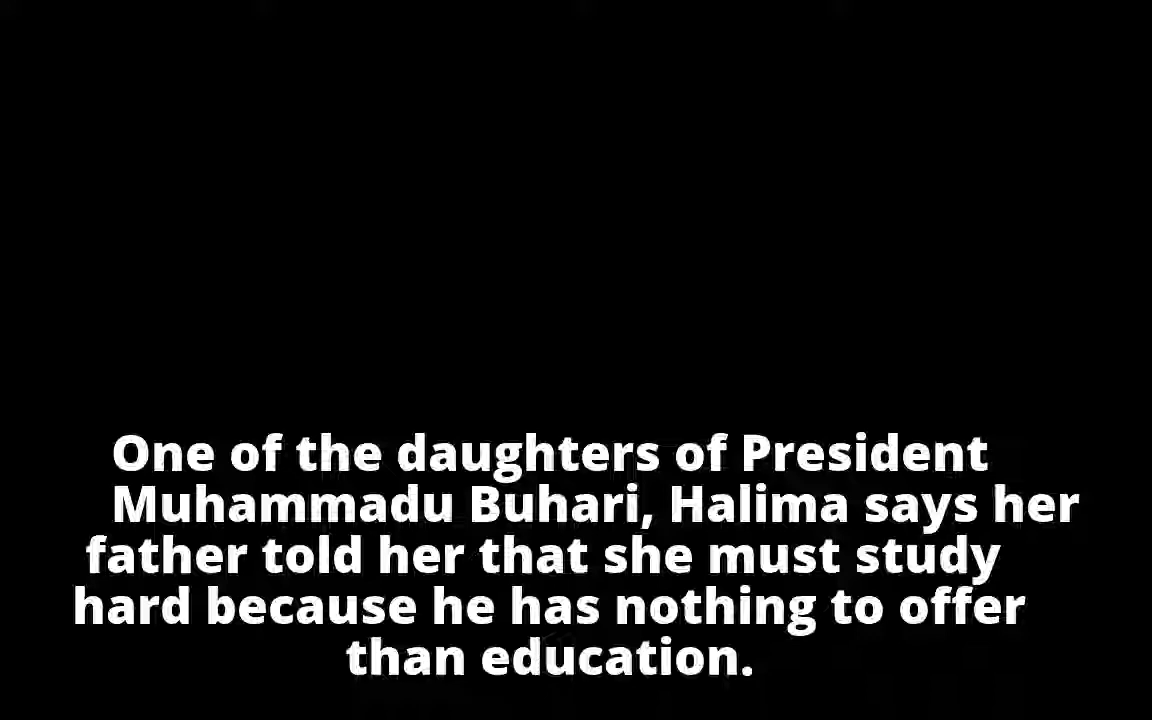 One of the daughters of President
Muhammadu Buhari, Halima says her
father told her that she must study
hard because he has nothing to offer
than education.